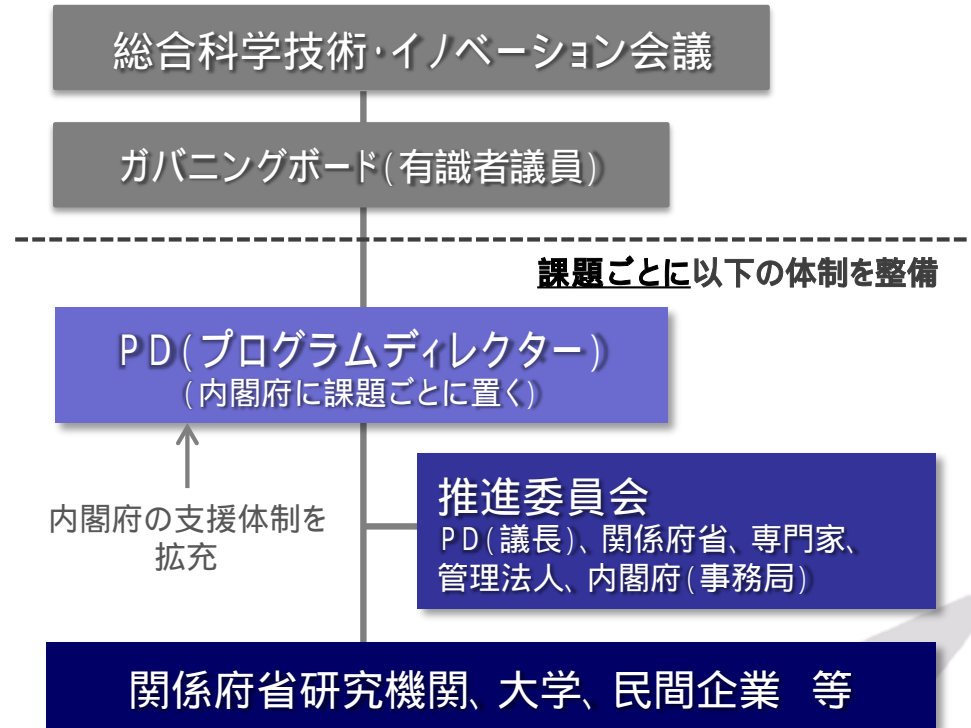 総合科学技術・イノベーション会議
ガバニングボード(有識者議員)
課題ごとに以下の体制を整備
PD(プログラムディレクター)
(内閣府に課題ごとに置く)
内閣府の支援体制を
拡充
推進委員会
PD(議長)、関係府省、専門家、
管理法人、内閣府(事務局)
関係府省研究機関、大学、民間企業　等